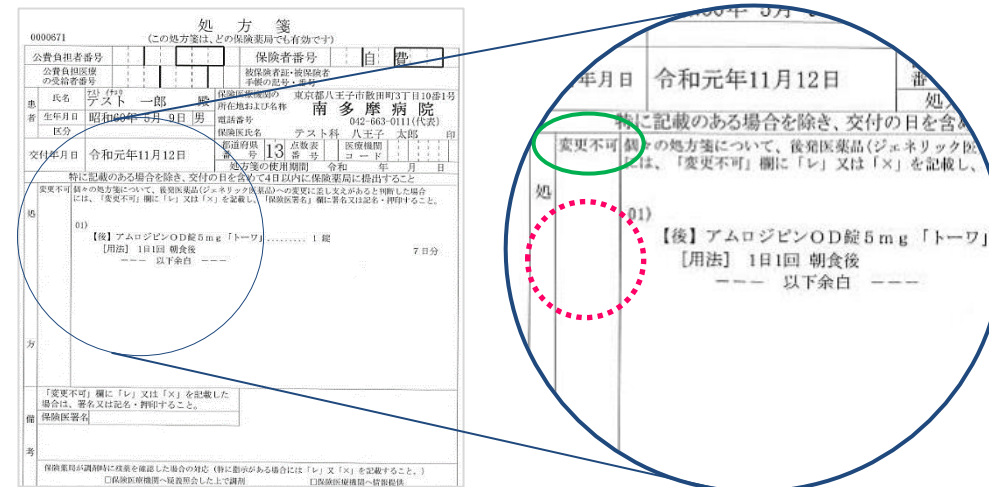 処方箋
(この処方箋は、どの保険薬局でも有効です)
0000671
公費負担者番号
保険者番号 自 費
公費負担医療の受給者番号
被保険者証・被保険者手帳の記号・番号
患者
氏名 テスト 一郎 殿
生年月日 昭和60年 5月 9日 男
区分
保険医療機関の所在地および名称 東京都八王子市散田町3丁目10番1号
南多摩病院
電話番号 042-663-0111(代表)
保険医氏名 テスト科 八王子 太郎 印
都道府県番号 13 点数表番号 医療機関コード
交付年月日 令和元年11月12日
処方箋の使用期間 令和 年 月 日
特に記載のある場合を除き、交付の日を含めて4日以内に保険薬局に提出すること
変更不可
個々の処方箋について、後発医薬品(ジェネリック医薬品)への変更に差し支えがあると判断した場合
には、「変更不可」欄に「レ」又は「×」を記載し、「保険医署名」欄に署名又は記名・押印すること。
処方
01)
【後】アムロジピンOD錠5mg「トーワ」......... 1 錠
[用法] 1日1回 朝食後 7日分
--- 以下余白 ---
備考
「変更不可」欄に「レ」又は「×」を記載した
場合は、署名又は記名・押印すること。
保険医署名
保険薬局が調剤時に残薬を確認した場合の対応(特に指示がある場合には「レ」又「×」を記載すること。)
□保険医療機関へ疑義照会した上で調剤 □保険医療機関へ情報提供
年月日 令和元年11月12日
番
特に記載のある場合を除き、交付の日を含め
変更不可
個々の処方箋について、後発医薬品(ジェネリック医
には、「変更不可」欄に「レ」又は「×」を記載し、
処
01)
【後】アムロジピンOD錠5mg「トーワ」
[用法] 1日1回 朝食後
--- 以下余白 ---